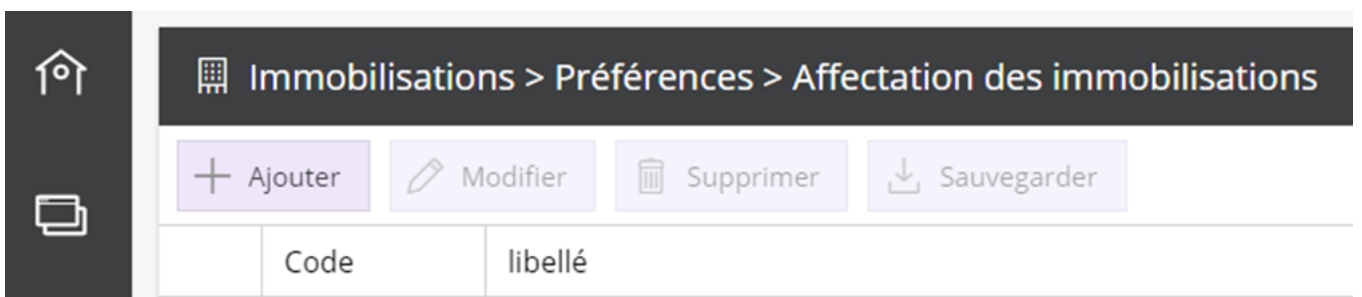 Immobilisations > Préférences > Affectation des immobilisations
Ajouter Modifier Supprimer Sauvegarder
Code libellé